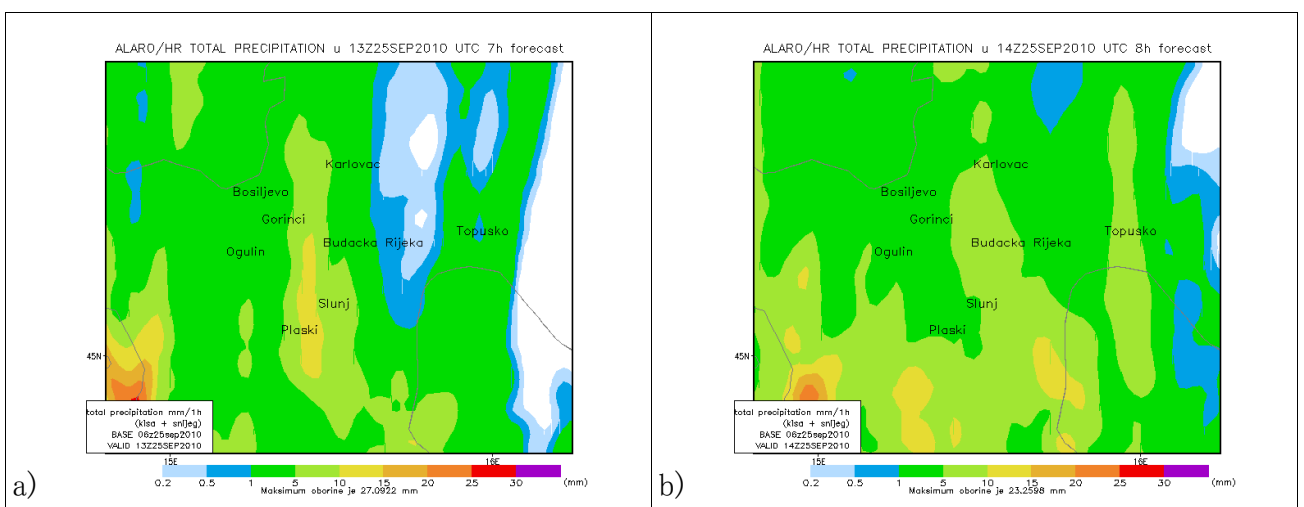 ALARO/HR TOTAL PRECIPITATION u 13Z25SEP2010 UTC 7h forecast
Karlovac
Bosiljevo
Gorinci
Topusko
Budacka Rijeka
Ogulin
Slunj
Plaski
45N
total precipitation mm/1h
(kisa + snijeg)
BASE 06z25sep2010
VALID 13Z25SEP2010
15E 16E
0.2 0.5 1 5 10 15 20 25 30 (mm)
Maksimum oborine je 27.0922 mm
a)
ALARO/HR TOTAL PRECIPITATION u 14Z25SEP2010 UTC 8h forecast
Karlovac
Bosiljevo
Gorinci
Topusko
Budacka Rijeka
Ogulin
Slunj
Plaski
45N
total precipitation mm/1h
(kisa + snijeg)
BASE 06z25sep2010
VALID 14Z25SEP2010
15E 16E
0.2 0.5 1 5 10 15 20 25 30 (mm)
Maksimum oborine je 23.2598 mm
b)